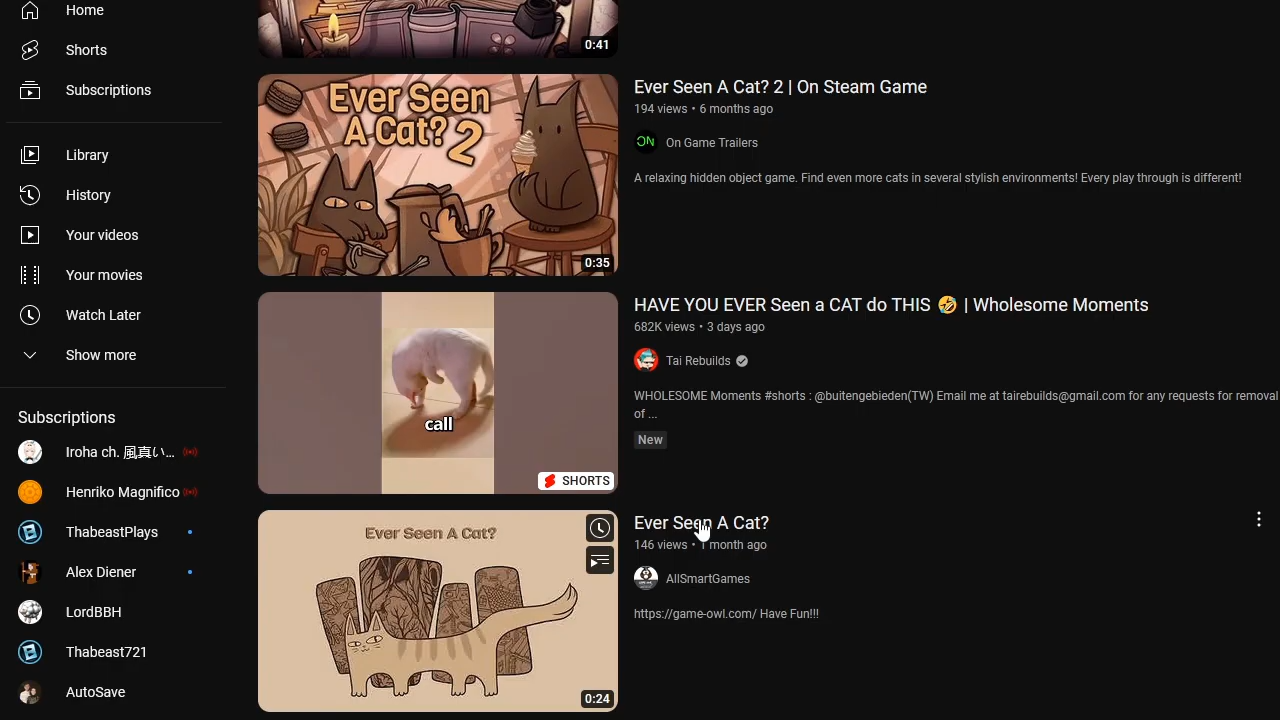 Home
Shorts
Subscriptions
Library
History
Your videos
Your movies
Watch Later
Show more
Subscriptions
Iroha ch. 風真い...
Henriko Magnifico
ThabeastPlays
Alex Diener
LordBBH
Thabeast721
AutoSave
0:41
Ever Seen
A Cat? 2
0:35
Ever Seen A Cat? 2 | On Steam Game
194 views • 6 months ago
ON
On Game Trailers
A relaxing hidden object game. Find even more cats in several stylish environments! Every play through is different!
call
SHORTS
HAVE YOU EVER Seen a CAT do THIS 🤣 | Wholesome Moments
682K views • 3 days ago
Tai Rebuilds
WHOLESOME Moments #shorts : @buitengebieden(TW) Email me at tairebuilds@gmail.com for any requests for removal
of ...
New
Ever Seen A Cat?
0:24
Ever Seen A Cat?
146 views • 1 month ago
AllSmartGames
https://game-owl.com/ Have Fun!!!